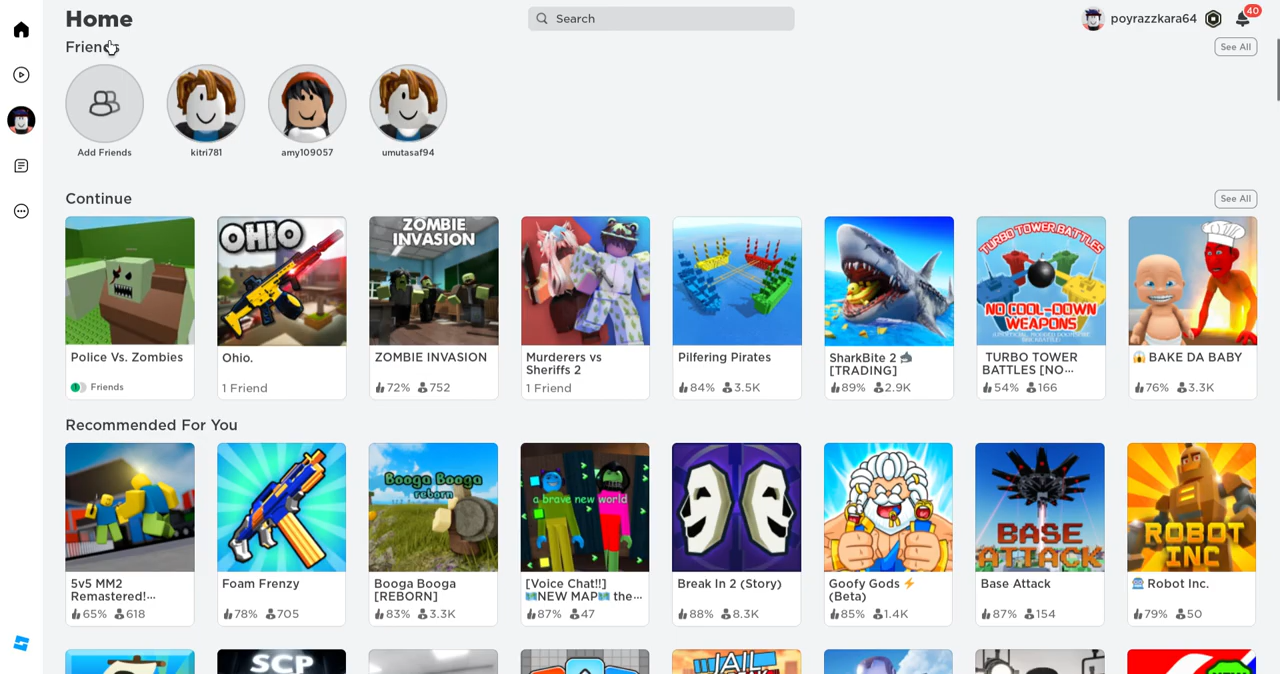 Home
Search
poyrazzkara64
40
Friends
See All
Add Friends
kitri781
amy109057
umutasaf94
Continue
See All
OHIO
ZOMBIE
INVASION
TURBO TOWER BATTLES
NO COOL-DOWN
WEAPONS
Police Vs. Zombies
Friends
Ohio.
1 Friend
ZOMBIE INVASION
72% 752
Murderers vs
Sheriffs 2
1 Friend
Pilfering Pirates
84% 3.5K
SharkBite 2
[TRADING]
89% 2.9K
TURBO TOWER
BATTLES [NO...
54% 166
BAKE DA BABY
76% 3.3K
Recommended For You
Booga Booga
reborn
a brave new world
BASE
ATTACK
ROBOT
INC
5v5 MM2
Remastered!...
65% 618
Foam Frenzy
78% 705
Booga Booga
[REBORN]
83% 3.3K
[Voice Chat!!]
NEW MAP the...
87% 47
Break In 2 (Story)
88% 8.3K
Goofy Gods ⚡
(Beta)
85% 1.4K
Base Attack
87% 154
Robot Inc.
79% 50
SCP
JAIL